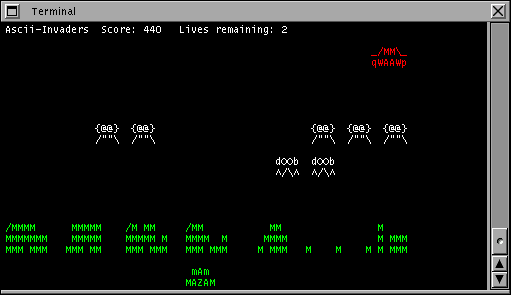 Terminal
Ascii-Invaders  Score: 440   Lives remaining: 2
                                                             _/MM\_
                                                             qWAAWp
               {@@}  {@@}                          {@@}  {@@}  {@@}
               /""\  /""\                          /""\  /""\  /""\
                                             dOOb  dOOb
                                             ^/\^  ^/\^
/MMMM      MMMMM    /M MM     /MM           MM                M
MMMMMMM    MMMMM    MMMMM M   MMMM  M      MMMM               M MMM
MMM MMM   MMM MM    MMM MMM   MMM MMM     M MMM   M    M    M M MMM
                               mAm
                              MAZAM